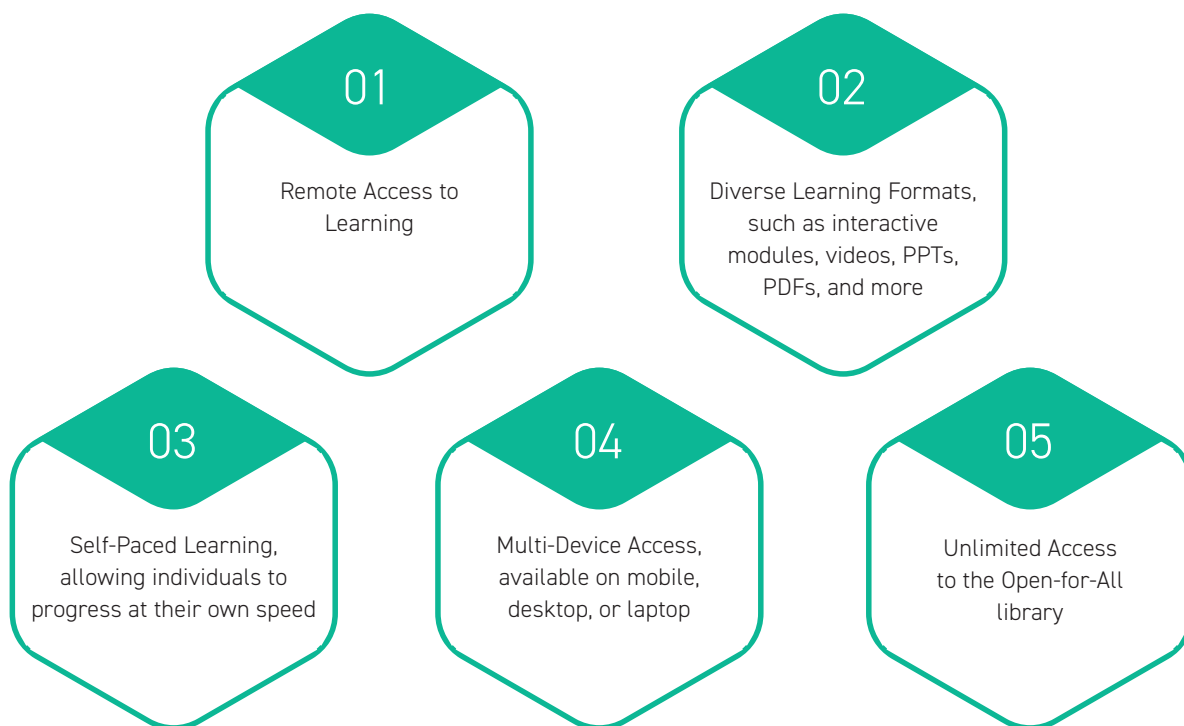 01
Remote Access to
Learning
02
Diverse Learning Formats,
such as interactive
modules, videos, PPTs,
PDFs, and more
03
Self-Paced Learning,
allowing individuals to
progress at their own speed
04
Multi-Device Access,
available on mobile,
desktop, or laptop
05
Unlimited Access
to the Open-for-All
library